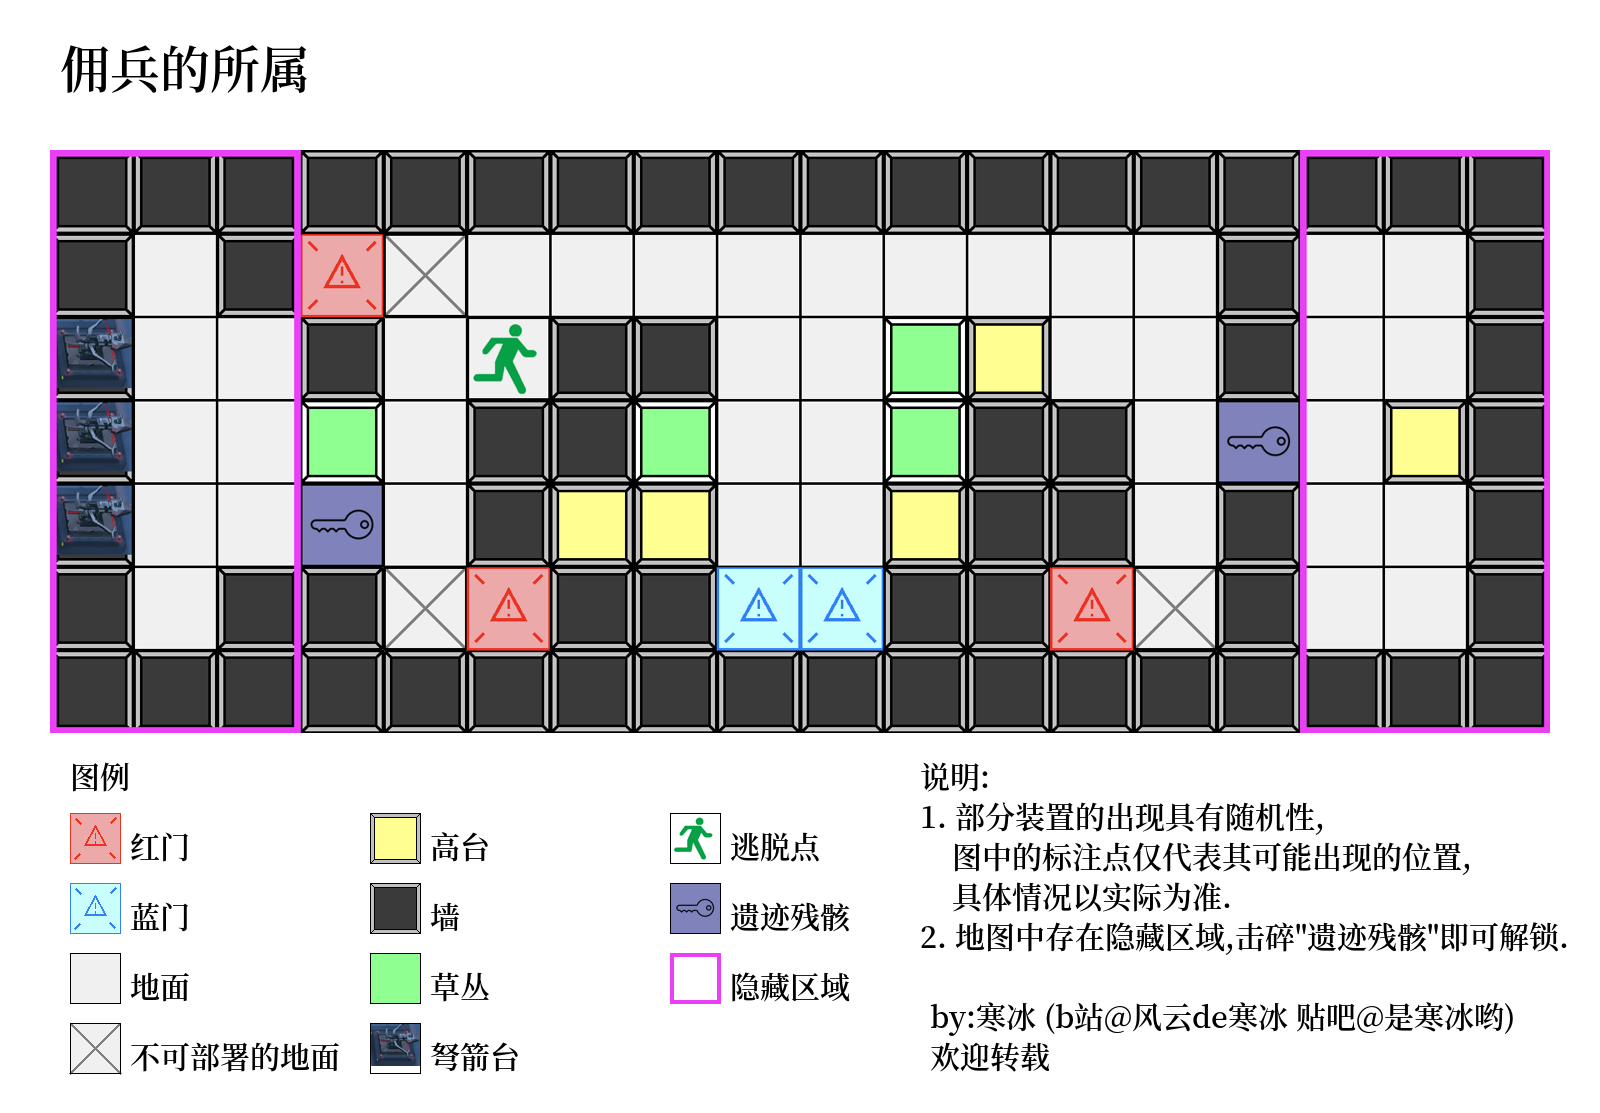 佣兵的所属
图例
红门
高台
逃脱点
蓝门
墙
遗迹残骸
地面
草丛
隐藏区域
不可部署的地面
弩箭台
说明:
1. 部分装置的出现具有随机性,
图中的标注点仅代表其可能出现的位置,
具体情况以实际为准.
2. 地图中存在隐藏区域,击碎"遗迹残骸"即可解锁.
by:寒冰 (b站@风云de寒冰 贴吧@是寒冰哟)
欢迎转载